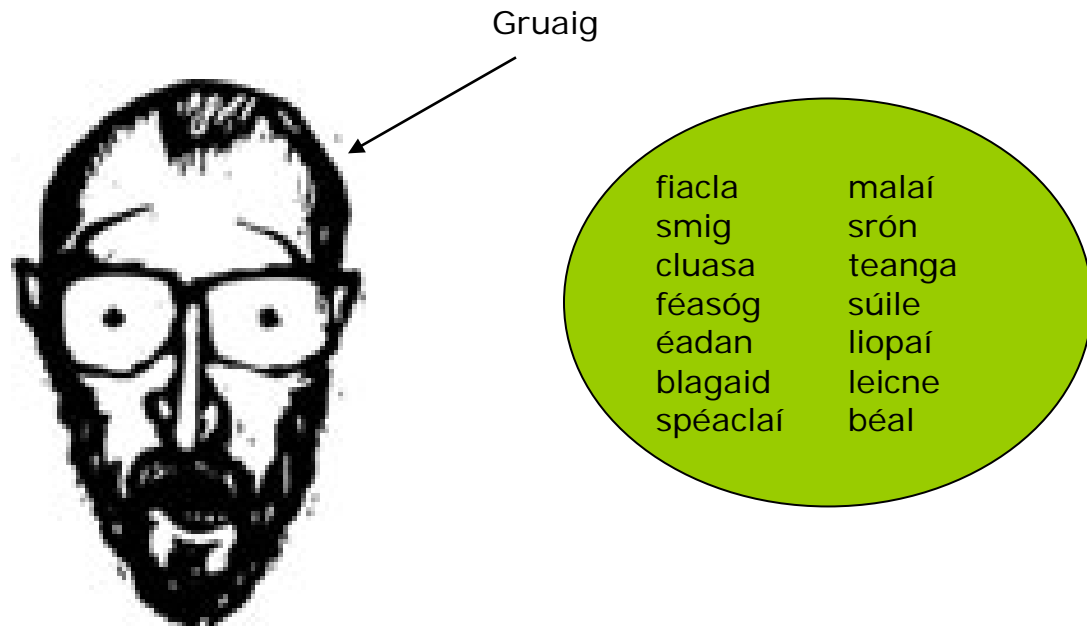 Gruaig
fiacla malaí
smig srón
cluasa teanga
féasóg súile
éadan liopaí
blagaid leicne
spéaclaí béal